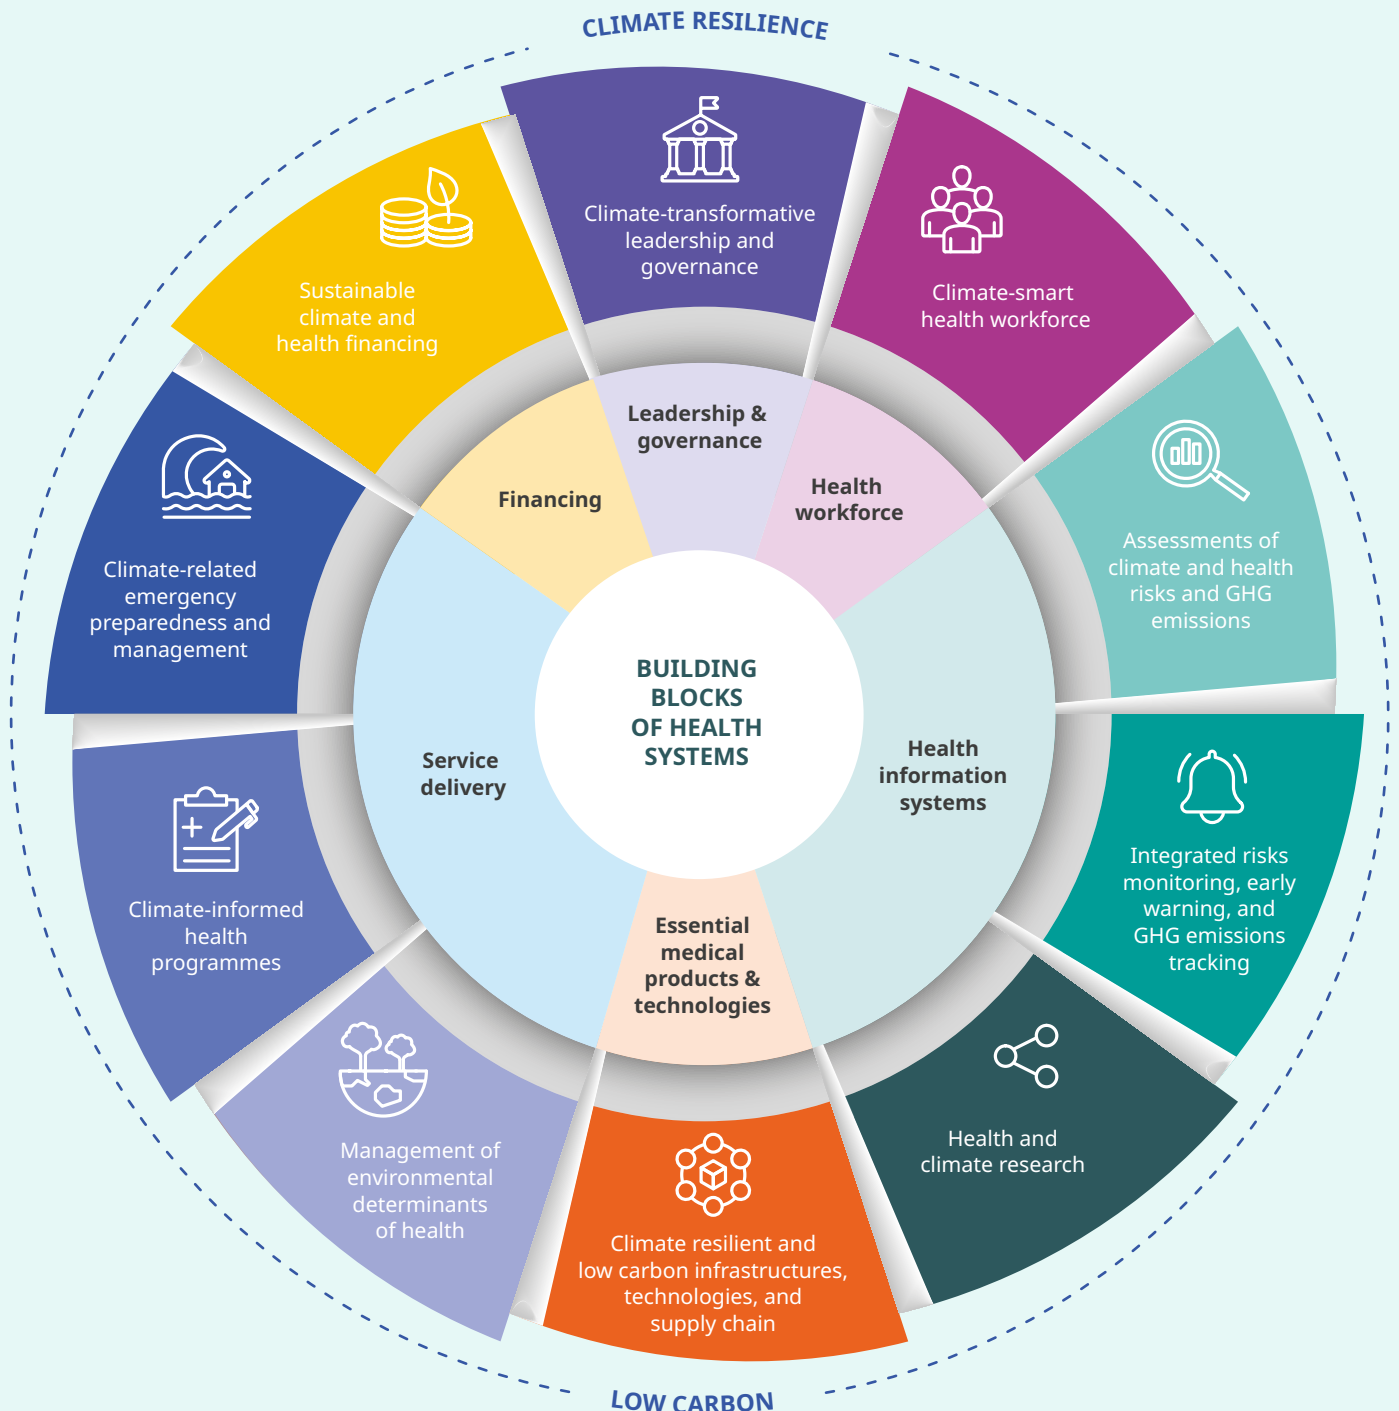 CLIMATE RESILIENCE
Climate-transformative
leadership and
governance
Climate-smart
health workforce
Assessments of
climate and health
risks and GHG
emissions
Integrated risks
monitoring, early
warning, and
GHG emissions
tracking
Health and
climate research
Climate resilient and
low carbon infrastructures,
technologies, and
supply chain
Management of
environmental
determinants
of health
Climate-informed
health
programmes
Climate-related
emergency
preparedness and
management
Sustainable
climate and
health financing
Leadership &
governance
Health
workforce
Health
information
systems
Essential
medical
products &
technologies
Service
delivery
Financing
BUILDING
BLOCKS
OF HEALTH
SYSTEMS
LOW CARBON